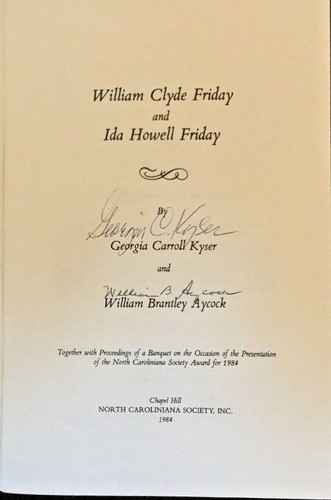 William Clyde Friday
and
Ida Howell Friday
By
Georgia C. Kyser
Georgia Carroll Kyser
and
William B. Aycock
William Brantley Aycock
Together with Proceedings of a Banquet on the Occasion of the Presentation
of the North Caroliniana Society Award for 1984
Chapel Hill
NORTH CAROLINIANA SOCIETY, INC.
1984